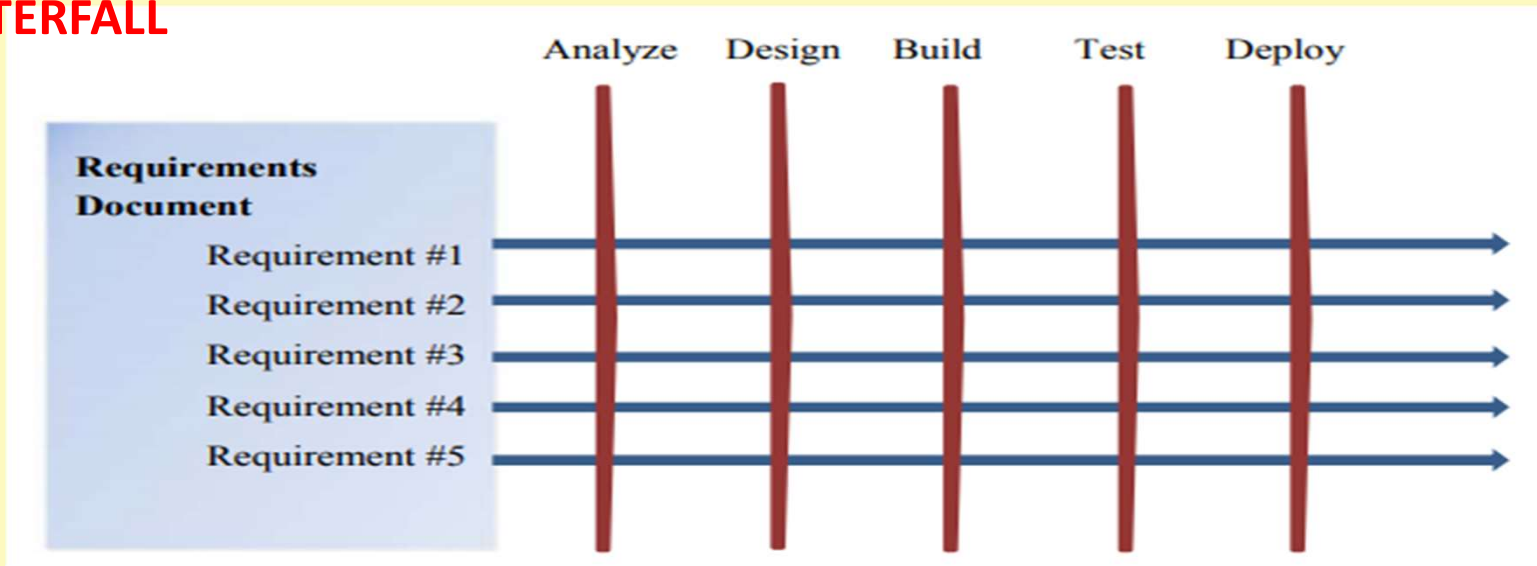 TERFALL
Analyze Design Build Test Deploy
Requirements
Document
Requirement #1
Requirement #2
Requirement #3
Requirement #4
Requirement #5